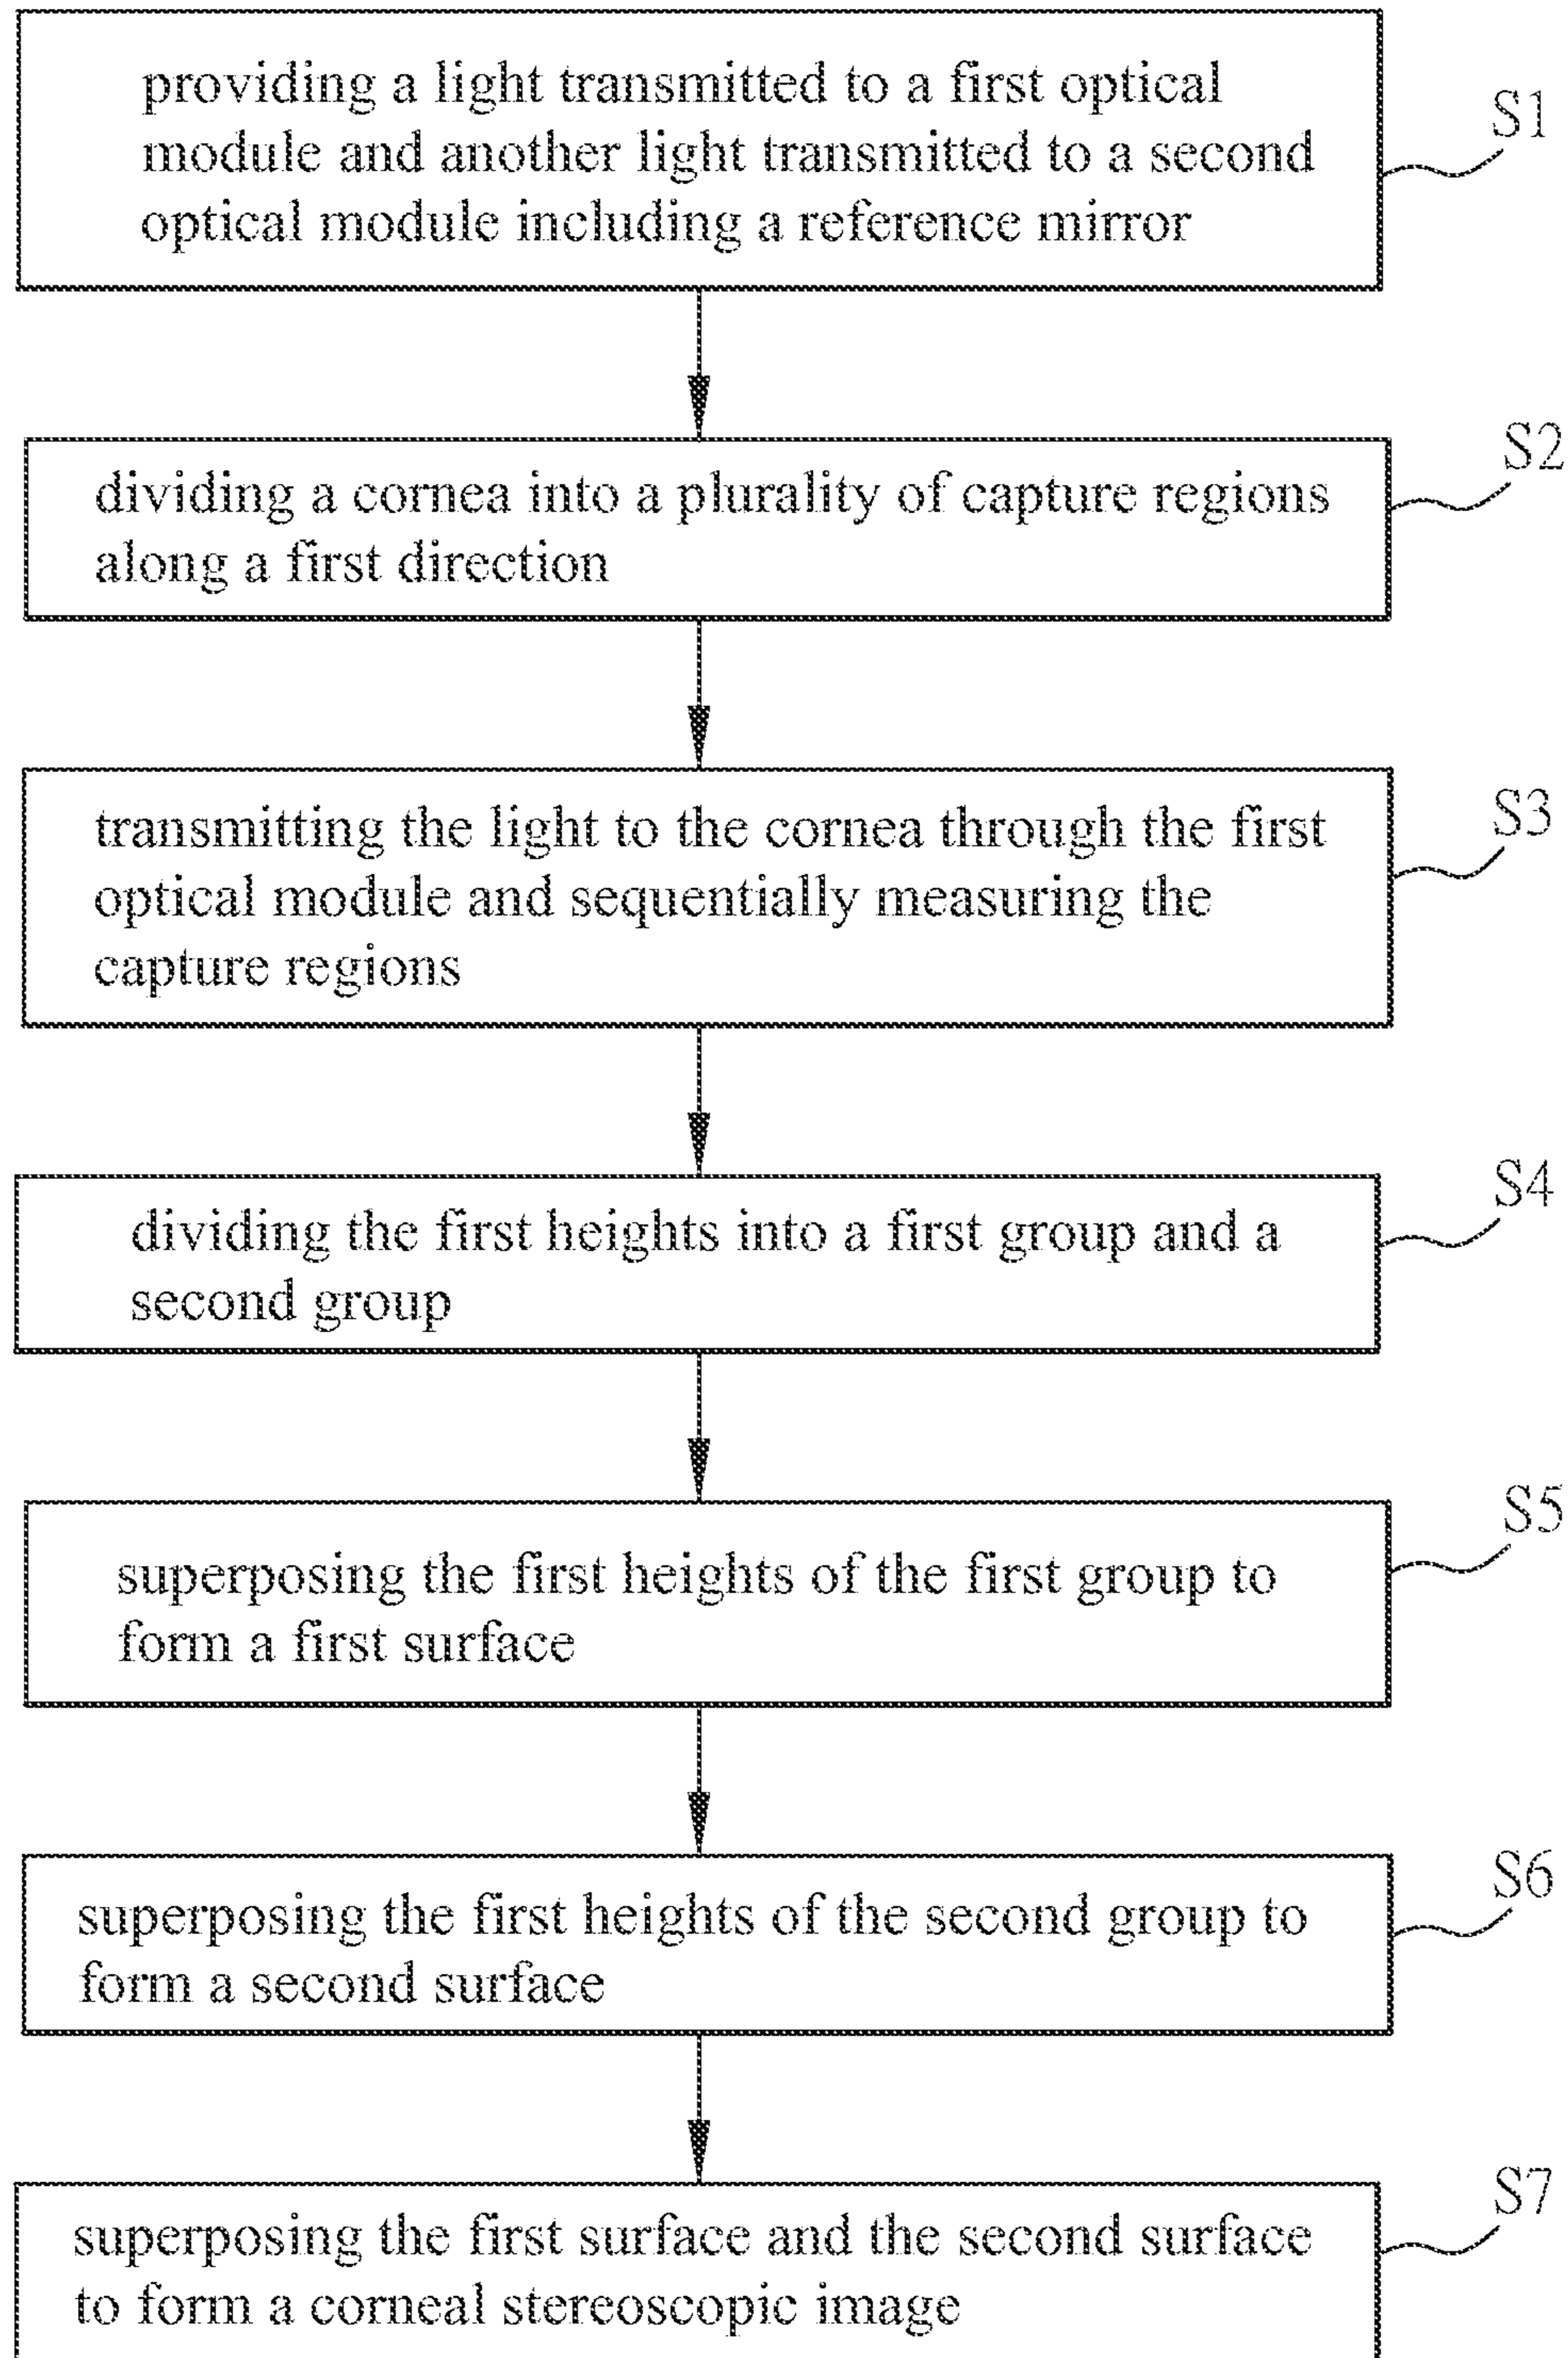 providing a light transmitted to a first optical
module and another light transmitted to a second
optical module including a reference mirror
S1
dividing a cornea into a plurality of capture regions
along a first direction
S2
transmitting the light to the cornea through the first
optical module and sequentially measuring the
capture regions
S3
dividing the first heights into a first group and a
second group
S4
superposing the first heights of the first group to
form a first surface
S5
superposing the first heights of the second group to
form a second surface
S6
superposing the first surface and the second surface
to form a corneal stereoscopic image
S7